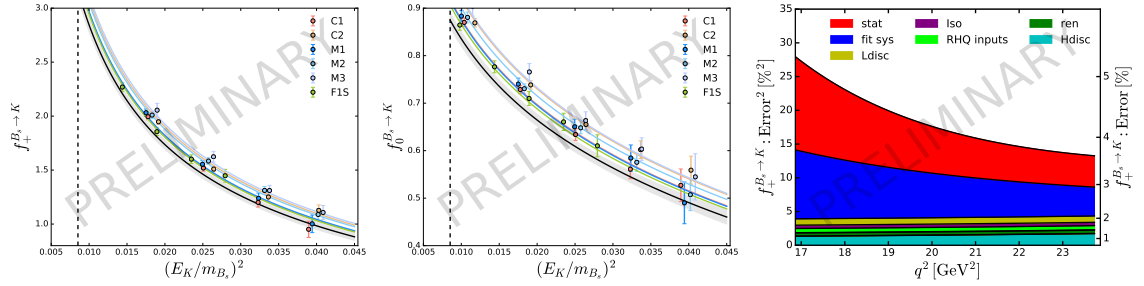 3.0
2.5
2.0
1.5
1.0
0.005 0.010 0.015 0.020 0.025 0.030 0.035 0.040 0.045
(E_K/m_{B_s})^2
f_+^{B_s→K}
C1
C2
M1
M2
M3
F1S
PRELIMINARY
0.9
0.8
0.7
0.6
0.5
0.4
0.005 0.010 0.015 0.020 0.025 0.030 0.035 0.040 0.045
(E_K/m_{B_s})^2
f_0^{B_s→K}
C1
C2
M1
M2
M3
F1S
PRELIMINARY
35
30
25
20
15
10
5
0
17 18 19 20 21 22 23
q^2 [GeV^2]
f_+^{B_s→K}: Error^2 [%^2]
stat Iso ren
fit sys RHQ inputs Hdisc
Ldisc
5
4
3
2
1
f_+^{B_s→K}: Error [%]
PRELIMINARY